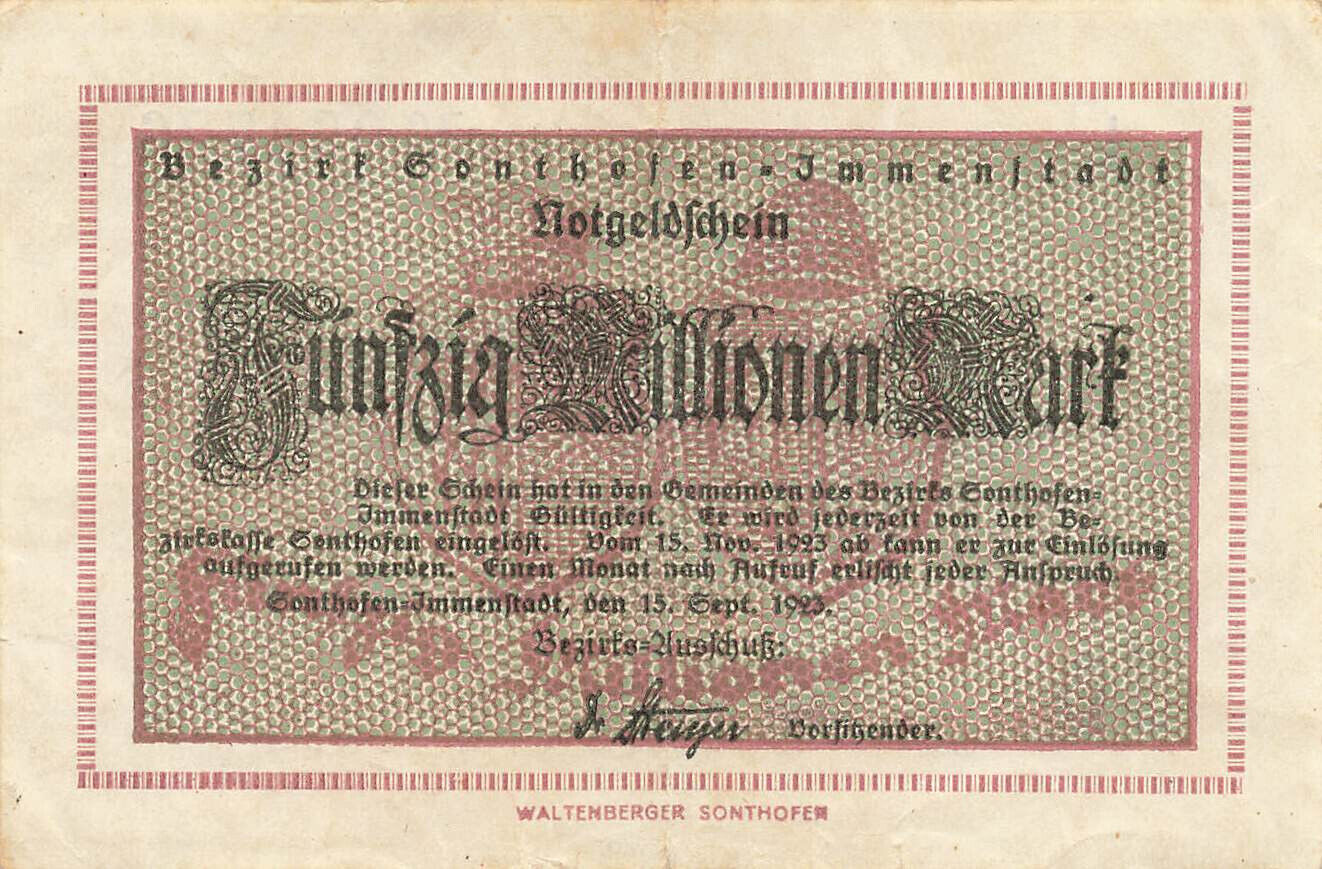 Bezirk Sonthofen-Immenstadt
Notgeldschein
Fünfzig Millionen Mark
Dieser Schein hat in den Gemeinden des Bezirks Sonthofen-
Immenstadt Gültigkeit. Er wird jederzeit von der Be-
zirkskasse Sonthofen eingelöst. Vom 15. Nov. 1923 ab kann er zur Einlösung
aufgerufen werden. Einen Monat nach Aufruf erlischt jeder Anspruch.
Sonthofen-Immenstadt, den 15. Sept. 1923.
Bezirks-Ausschuß:
Dr Vorsitzender.
WALTENBERGER SONTHOFEN